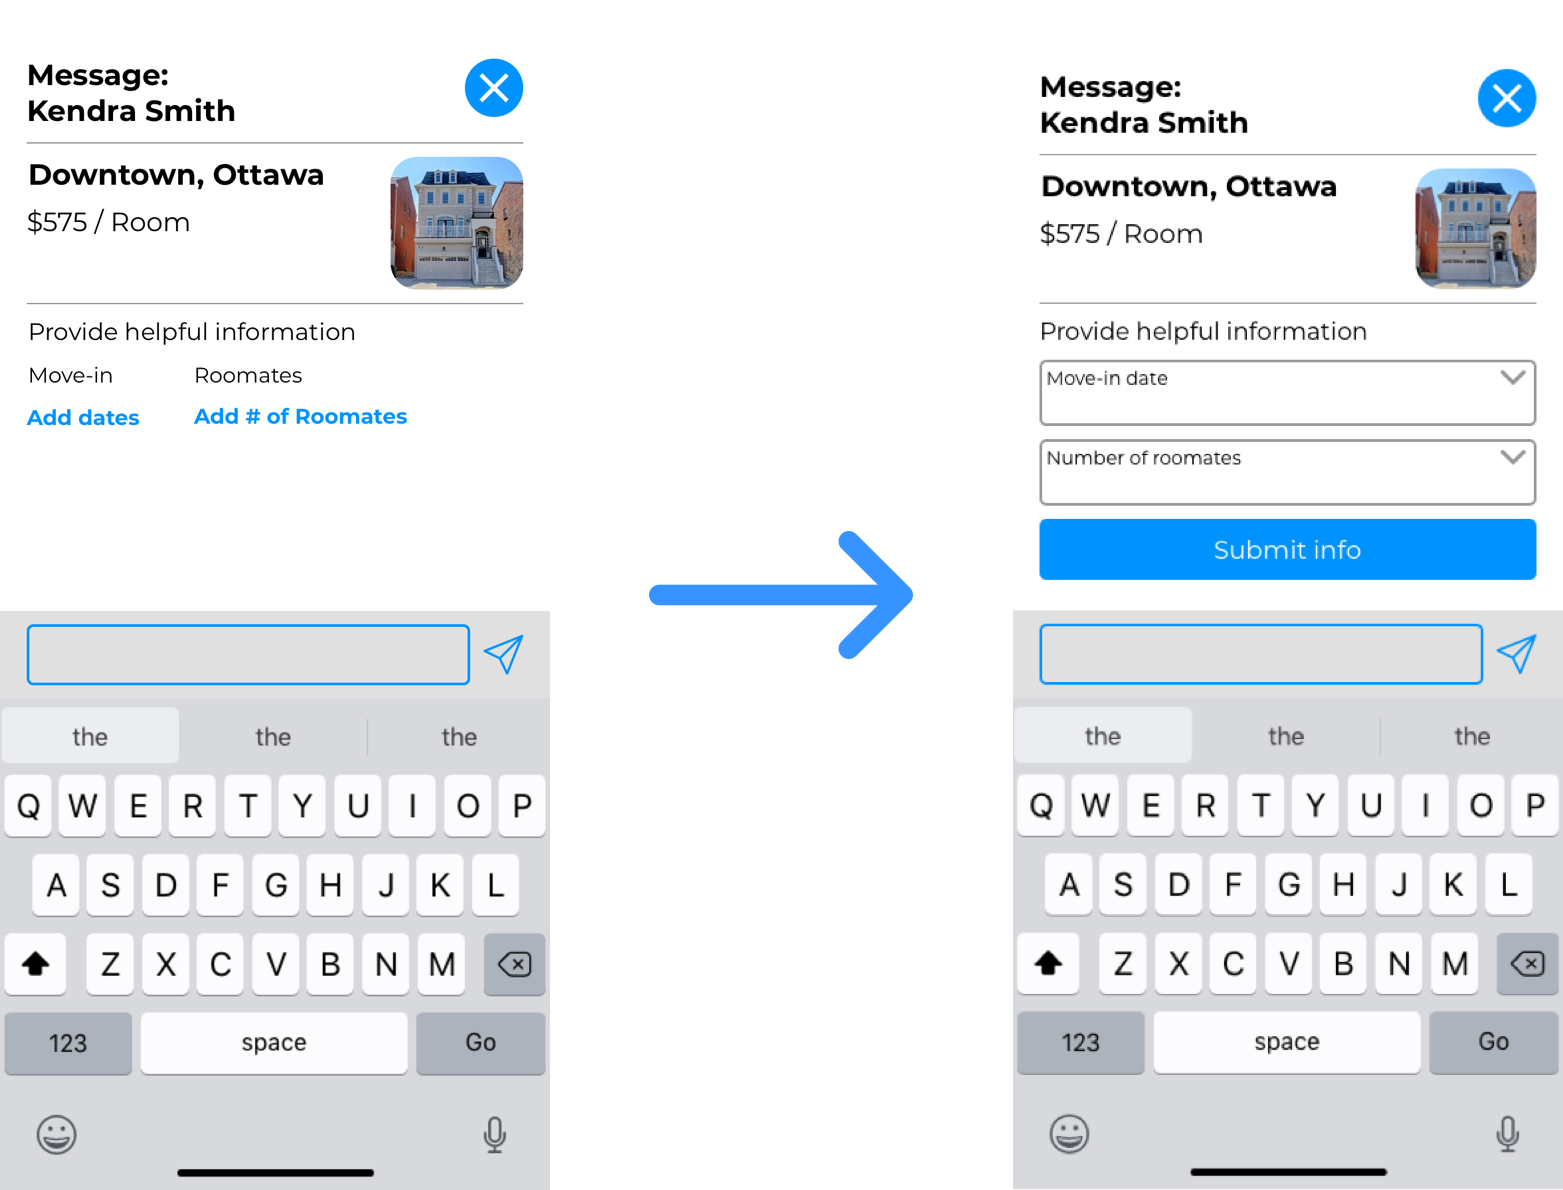 Message:
Kendra Smith
Downtown, Ottawa
$575 / Room
Provide helpful information
Move-in Roomates
Add dates Add # of Roomates
the the the
Q W E R T Y U I O P
A S D F G H J K L
Z X C V B N M
123 space Go
Message:
Kendra Smith
Downtown, Ottawa
$575 / Room
Provide helpful information
Move-in date
Number of roomates
Submit info
the the the
Q W E R T Y U I O P
A S D F G H J K L
Z X C V B N M
123 space Go